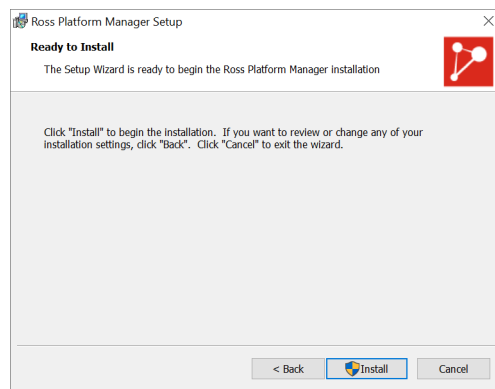 Ross Platform Manager Setup
Ready to Install
The Setup Wizard is ready to begin the Ross Platform Manager installation
Click "Install" to begin the installation.  If you want to review or change any of your
installation settings, click "Back".  Click "Cancel" to exit the wizard.
< Back Install Cancel